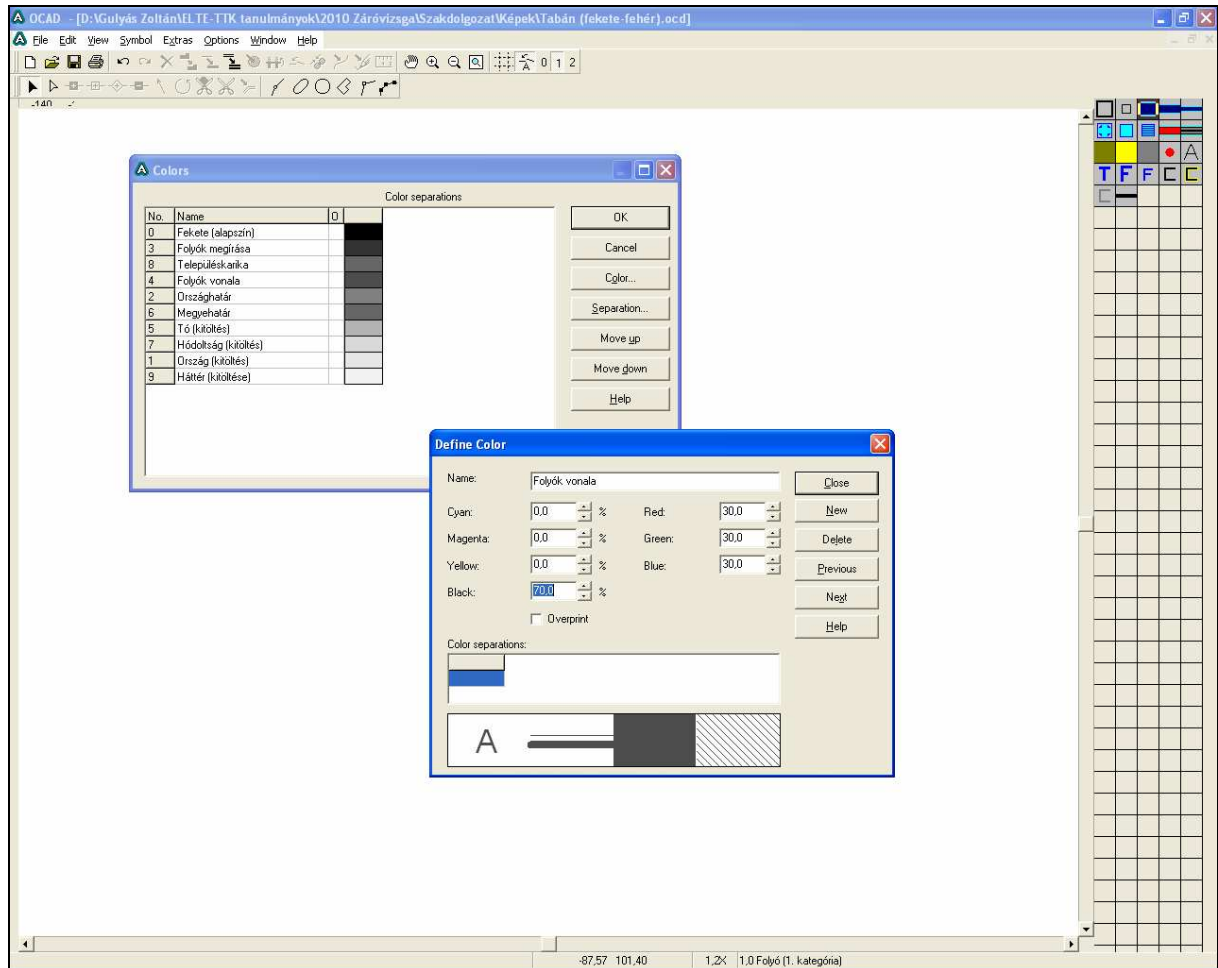 OCAD - [D:\Gulyás Zoltán\ELTE-TTK tanulmányok\2010 Záróvizsga\Szakdolgozat\Képek\Tabán (fekete-fehér).ocd]
File Edit View Symbol Extras Options Window Help
0 1 2
-140
Colors
Color separations
No. Name O
0 Fekete (alapszín)
3 Folyók megírása
8 Településkarika
4 Folyók vonala
2 Országhatár
6 Megyehatár
5 Tó (kitöltés)
7 Hódoltság (kitöltés)
1 Ország (kitöltés)
9 Háttér (kitöltése)
OK
Cancel
Color...
Separation...
Move up
Move down
Help
A
T F F C C
C
Define Color
Name: Folyók vonala
Cyan: 0,0 % Red: 30,0
Magenta: 0,0 % Green: 30,0
Yellow: 0,0 % Blue: 30,0
Black: 70,0 %
Overprint
Color separations:
A
Close
New
Delete
Previous
Next
Help
-87,57 101,40 1,2X 1,0 Folyó (1. kategória)